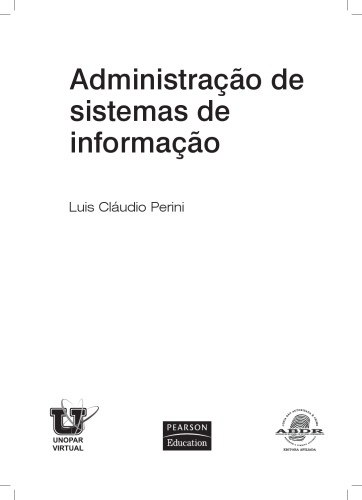 Administração de
sistemas de
informação
Luis Cláudio Perini
UNOPAR
VIRTUAL
PEARSON
Education
ABDR
EDITORA AFILIADA